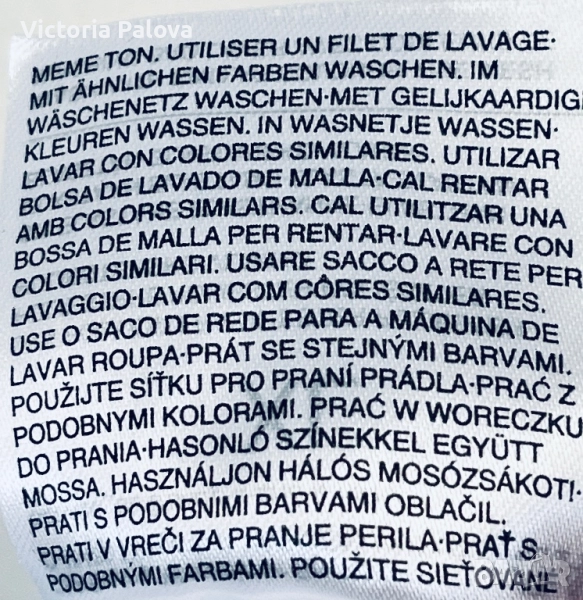 Victoria Palova
MEME TON. UTILISER UN FILET DE LAVAGE·
MIT ÄHNLICHEN FARBEN WASCHEN. IM
WÄSCHENETZ WASCHEN·MET GELIJKAARDIGE
KLEUREN WASSEN. IN WASNETJE WASSEN·
LAVAR CON COLORES SIMILARES. UTILIZAR
BOLSA DE LAVADO DE MALLA·CAL RENTAR
AMB COLORS SIMILARS. CAL UTILITZAR UNA
BOSSA DE MALLA PER RENTAR·LAVARE CON
COLORI SIMILARI. USARE SACCO A RETE PER
LAVAGGIO·LAVAR COM CÔRES SIMILARES.
USE O SACO DE REDE PARA A MÁQUINA DE
LAVAR ROUPA·PRÁT SE STEJNÝMI BARVAMI.
POUŽIJTE SÍŤKU PRO PRANÍ PRÁDLA·PRAĆ Z
PODOBNYMI KOLORAMI. PRAĆ W WORECZKU
DO PRANIA·HASONLÓ SZÍNEKKEL EGYÜTT
MOSSA. HASZNÁLJON HÁLÓS MOSÓZSÁKOT!·
PRATI S PODOBNIMI BARVAMI OBLAČIL.
PRATI V VREČI ZA PRANJE PERILA·PRAŤ S
PODOBNÝMI FARBAMI. POUŽITE SIEŤOVANÉ